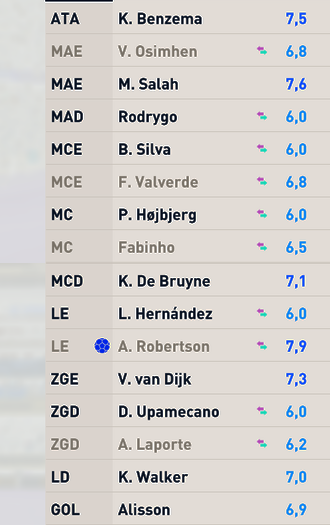 ATA K. Benzema 7,5
MAE V. Osimhen 6,8
MAE M. Salah 7,6
MAD Rodrygo 6,0
MCE B. Silva 6,0
MCE F. Valverde 6,8
MC P. Højbjerg 6,0
MC Fabinho 6,5
MCD K. De Bruyne 7,1
LE L. Hernández 6,0
LE A. Robertson 7,9
ZGE V. van Dijk 7,3
ZGD D. Upamecano 6,0
ZGD A. Laporte 6,2
LD K. Walker 7,0
GOL Alisson 6,9